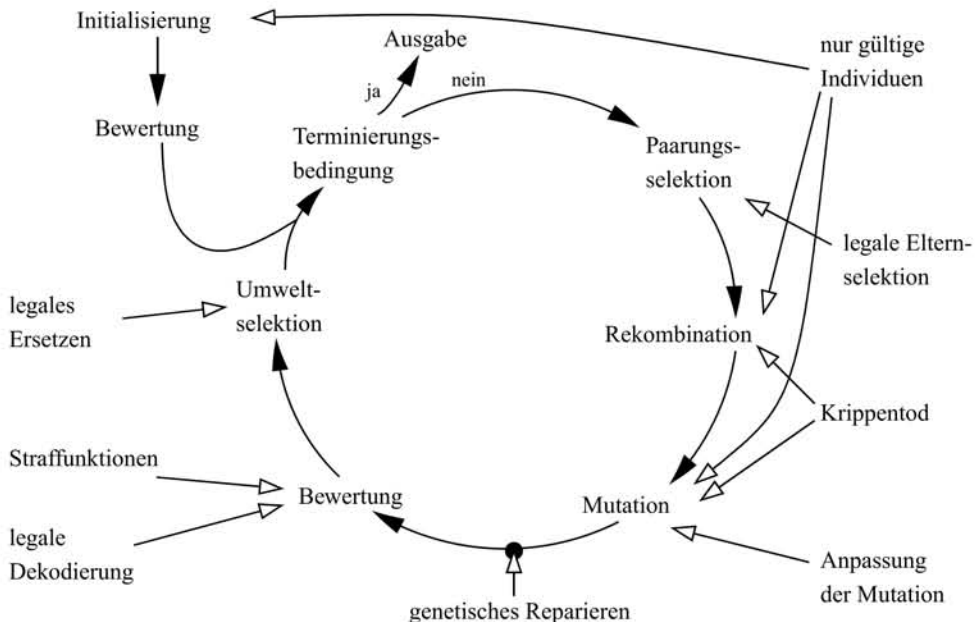 Initialisierung
Ausgabe
nur gültige
Individuen
ja
nein
Bewertung
Terminierungs-
bedingung
Paarungs-
selektion
legale Eltern-
selektion
Umwelt-
selektion
legales
Ersetzen
Rekombination
Krippentod
Straffunktionen
Bewertung
Mutation
legale
Dekodierung
Anpassung
der Mutation
genetisches Reparieren